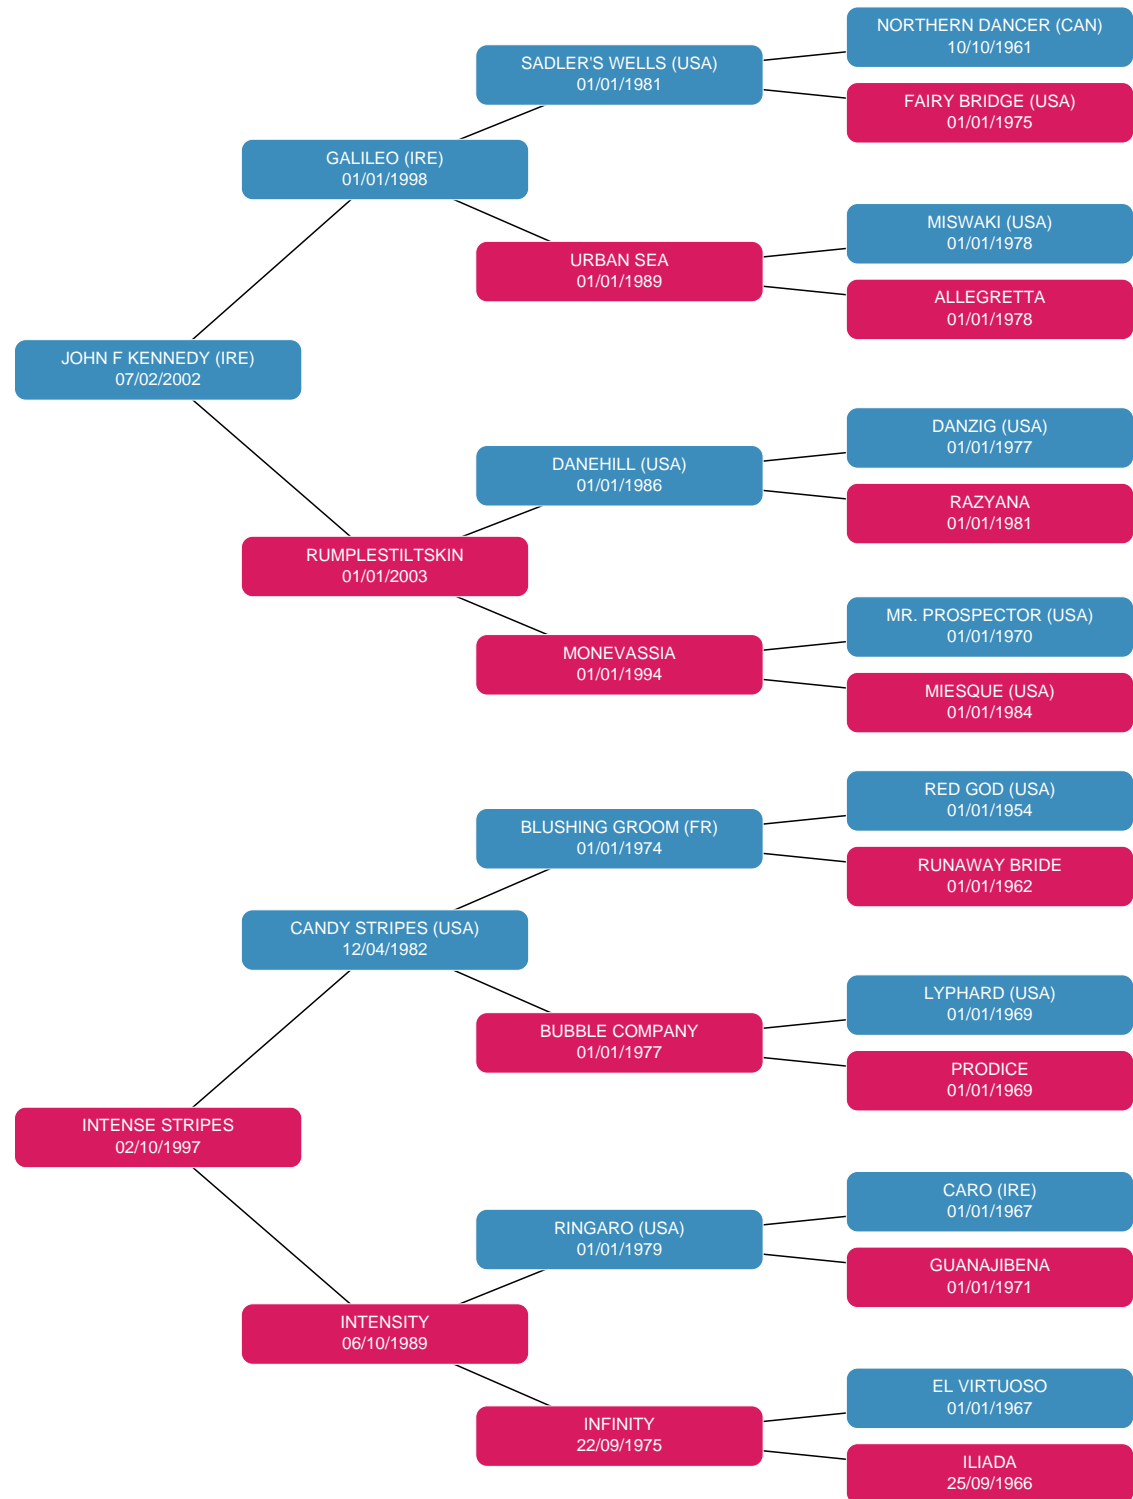 NORTHERN DANCER (CAN)
10/10/1961
SADLER'S WELLS (USA)
01/01/1981
FAIRY BRIDGE (USA)
01/01/1975
GALILEO (IRE)
01/01/1998
MISWAKI (USA)
01/01/1978
URBAN SEA
01/01/1989
ALLEGRETTA
01/01/1978
JOHN F KENNEDY (IRE)
07/02/2002
DANZIG (USA)
01/01/1977
DANEHILL (USA)
01/01/1986
RAZYANA
01/01/1981
RUMPLESTILTSKIN
01/01/2003
MR. PROSPECTOR (USA)
01/01/1970
MONEVASSIA
01/01/1994
MIESQUE (USA)
01/01/1984
RED GOD (USA)
01/01/1954
BLUSHING GROOM (FR)
01/01/1974
RUNAWAY BRIDE
01/01/1962
CANDY STRIPES (USA)
12/04/1982
LYPHARD (USA)
01/01/1969
BUBBLE COMPANY
01/01/1977
PRODICE
01/01/1969
INTENSE STRIPES
02/10/1997
CARO (IRE)
01/01/1967
RINGARO (USA)
01/01/1979
GUANAJIBENA
01/01/1971
INTENSITY
06/10/1989
EL VIRTUOSO
01/01/1967
INFINITY
22/09/1975
ILIADA
25/09/1966